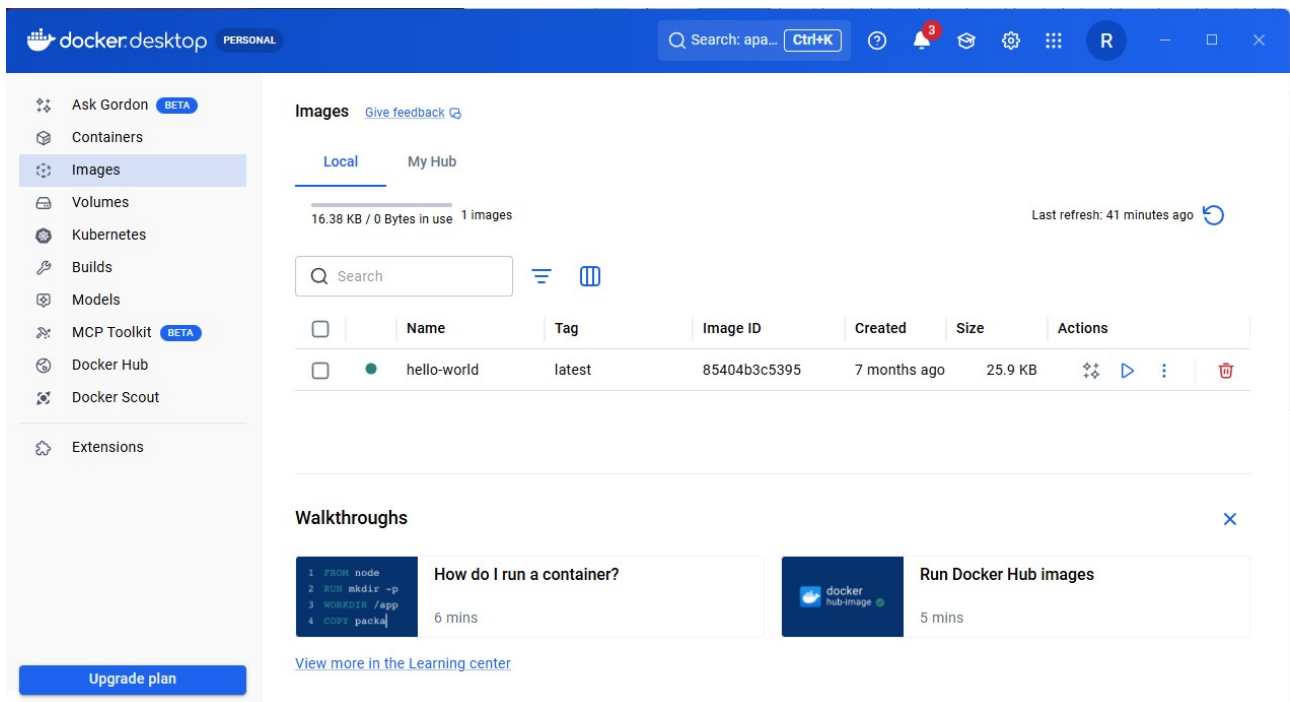 docker.desktop PERSONAL Search: apa... Ctrl+K 3 R
Ask Gordon BETA
Containers
Images
Volumes
Kubernetes
Builds
Models
MCP Toolkit BETA
Docker Hub
Docker Scout
Extensions
Upgrade plan
Images Give feedback
Local My Hub
16.38 KB / 0 Bytes in use 1 images
Last refresh: 41 minutes ago
Search
Name Tag Image ID Created Size Actions
hello-world latest 85404b3c5395 7 months ago 25.9 KB
Walkthroughs
1 FROM node
2 RUN mkdir -p
3 WORKDIR /app
4 COPY packa
How do I run a container?
6 mins
docker
hub-image
Run Docker Hub images
5 mins
View more in the Learning center